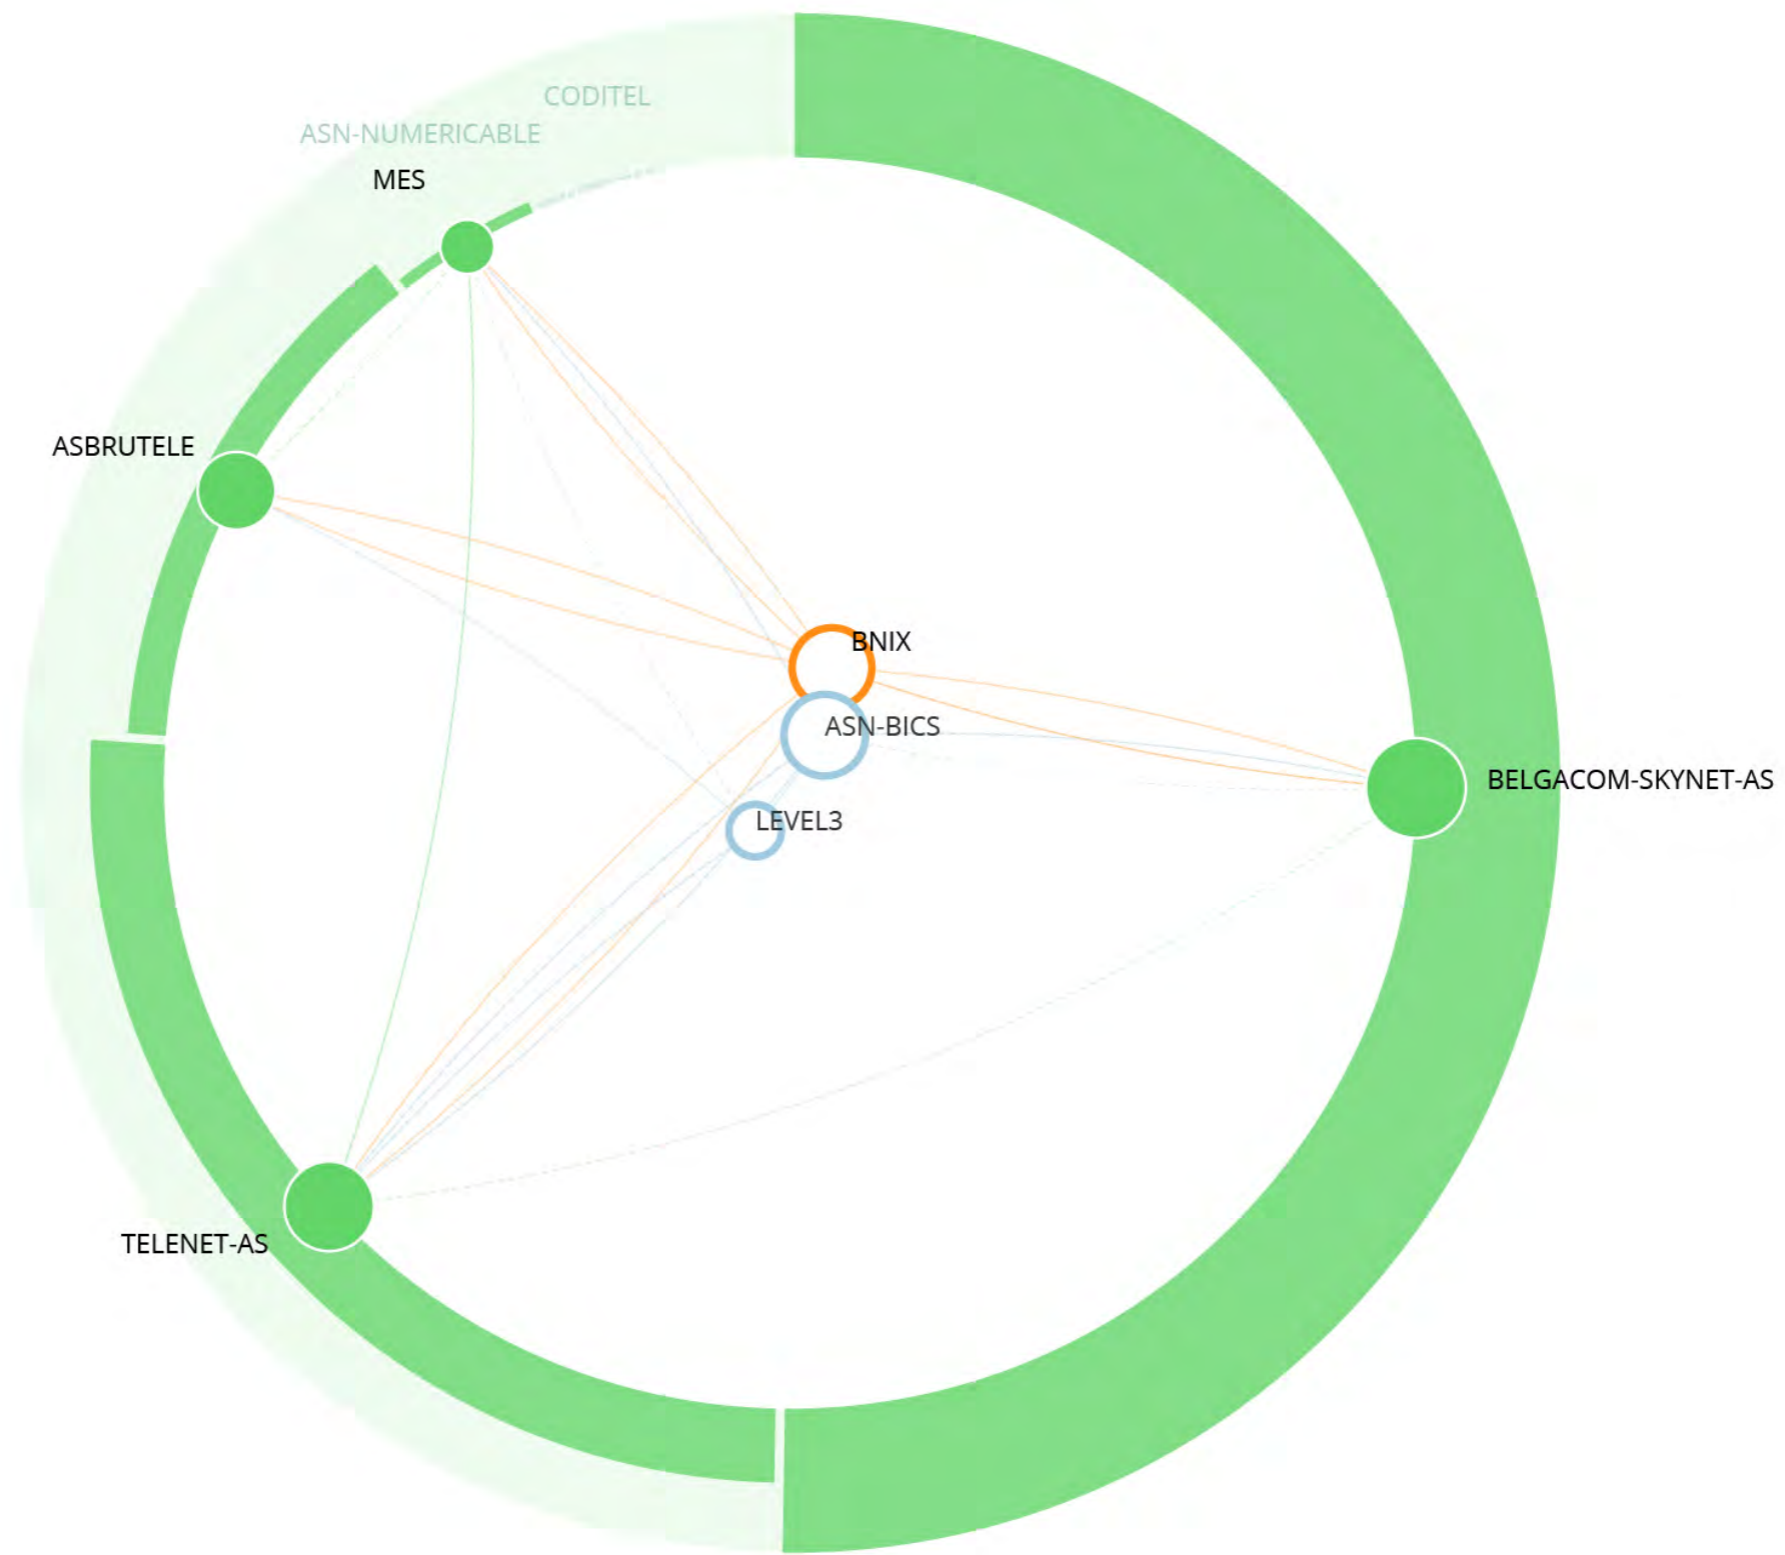 CODITEL
ASN-NUMERICABLE
MES
ASBRUTELE
BNIX
ASN-BICS
BELGACOM-SKYNET-AS
LEVEL3
TELENET-AS